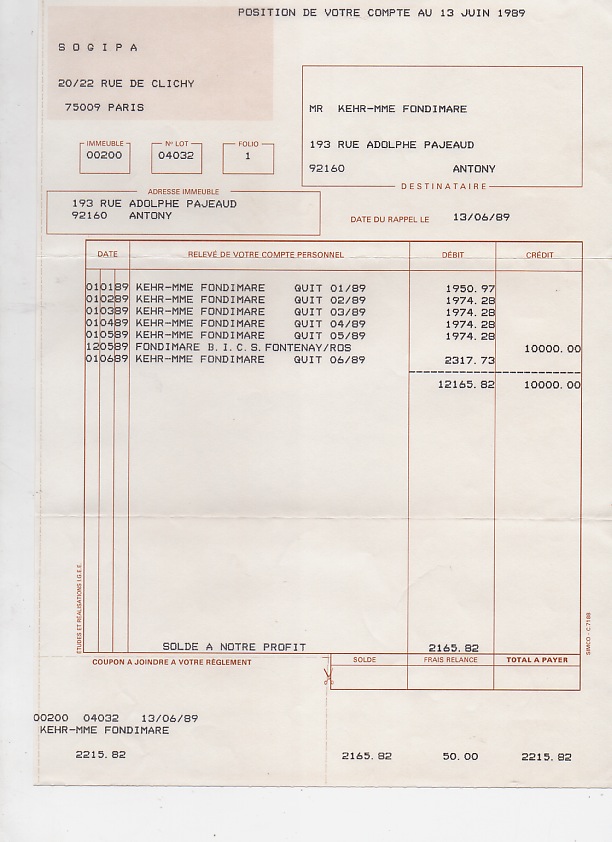 POSITION DE VOTRE COMPTE AU 13 JUIN 1989
S O G I P A
20/22 RUE DE CLICHY
75009 PARIS
MR KEHR-MME FONDIMARE
193 RUE ADOLPHE PAJEAUD
92160 ANTONY
DESTINATAIRE
IMMEUBLE Nº LOT FOLIO
00200 04032 1
ADRESSE IMMEUBLE
193 RUE ADOLPHE PAJEAUD
92160 ANTONY
DATE DU RAPPEL LE 13/06/89
DATE RELEVÉ DE VOTRE COMPTE PERSONNEL DÉBIT CRÉDIT
010189 KEHR-MME FONDIMARE QUIT 01/89 1950.97
010289 KEHR-MME FONDIMARE QUIT 02/89 1974.28
010389 KEHR-MME FONDIMARE QUIT 03/89 1974.28
010489 KEHR-MME FONDIMARE QUIT 04/89 1974.28
010589 KEHR-MME FONDIMARE QUIT 05/89 1974.28
120589 FONDIMARE B.I.C.S.FONTENAY/ROS 10000.00
010689 KEHR-MME FONDIMARE QUIT 06/89 2317.73
12165.82 10000.00
ÉTUDES ET RÉALISATIONS I.G.E.E.
SIMCO - C 7188
SOLDE A NOTRE PROFIT 2165.82
COUPON A JOINDRE A VOTRE RÈGLEMENT
SOLDE FRAIS RELANCE TOTAL A PAYER
00200 04032 13/06/89
KEHR-MME FONDIMARE
2215.82 2165.82 50.00 2215.82